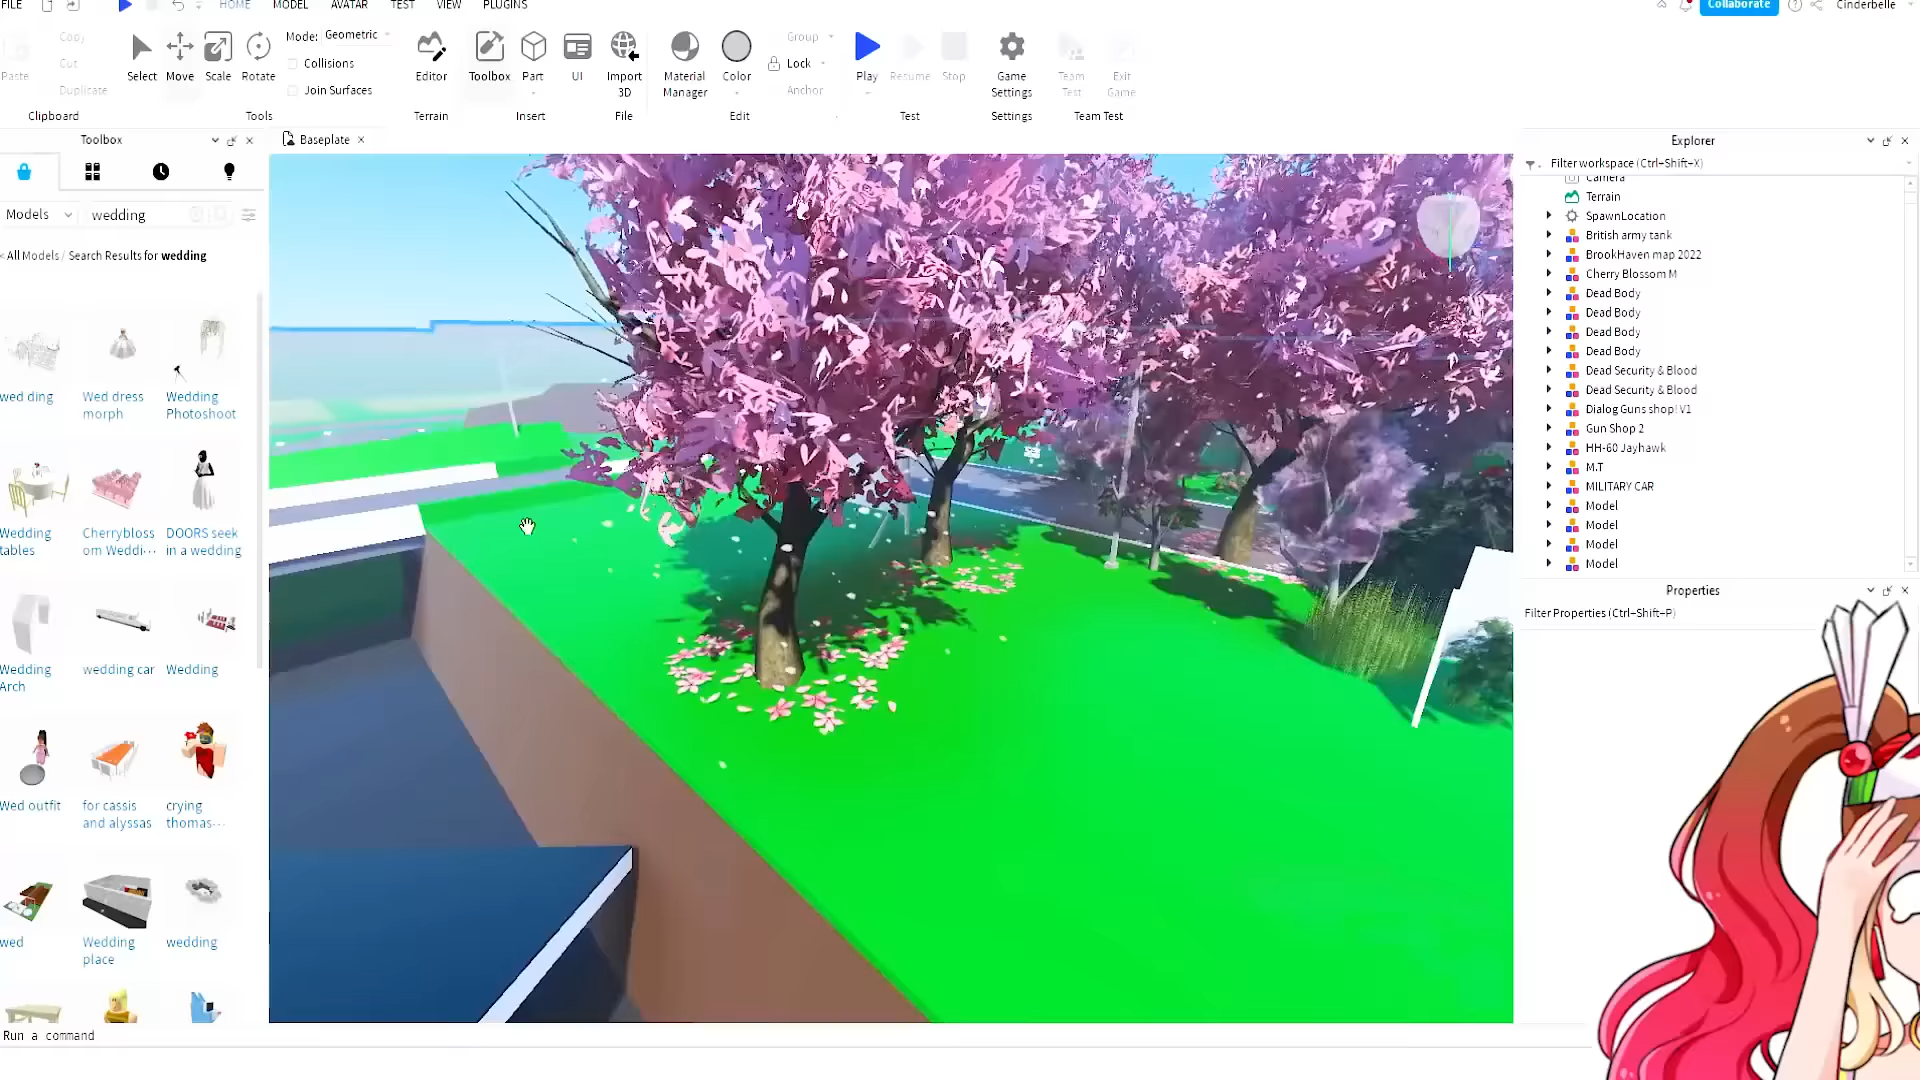 FILE HOME MODEL AVATAR TEST VIEW PLUGINS Collaborate Cinderbelle
Paste Copy Cut Duplicate
Clipboard
Select Move Scale Rotate
Mode: Geometric
Collisions
Join Surfaces
Tools
Editor
Terrain
Toolbox Part UI
Insert
Import
3D
File
Material
Manager
Color
Group
Lock
Anchor
Edit
Play Resume Stop
Test
Game
Settings
Settings
Team
Test
Exit
Game
Team Test
Toolbox
Baseplate
Models wedding
< All Models / Search Results for wedding
wed ding
Wed dress
morph
Wedding
Photoshoot
Wedding
tables
Cherrybloss
om Weddi...
DOORS seek
in a wedding
Wedding
Arch
wedding car
Wedding
Wed outfit
for cassis
and alyssas
crying
thomas...
wed
Wedding
place
wedding
Run a command
Explorer
Filter workspace (Ctrl+Shift+X)
Camera
Terrain
SpawnLocation
British army tank
BrookHaven map 2022
Cherry Blossom M
Dead Body
Dead Body
Dead Body
Dead Body
Dead Security & Blood
Dead Security & Blood
Dialog Guns shop! V1
Gun Shop 2
HH-60 Jayhawk
M.T
MILITARY CAR
Model
Model
Model
Model
Properties
Filter Properties (Ctrl+Shift+P)